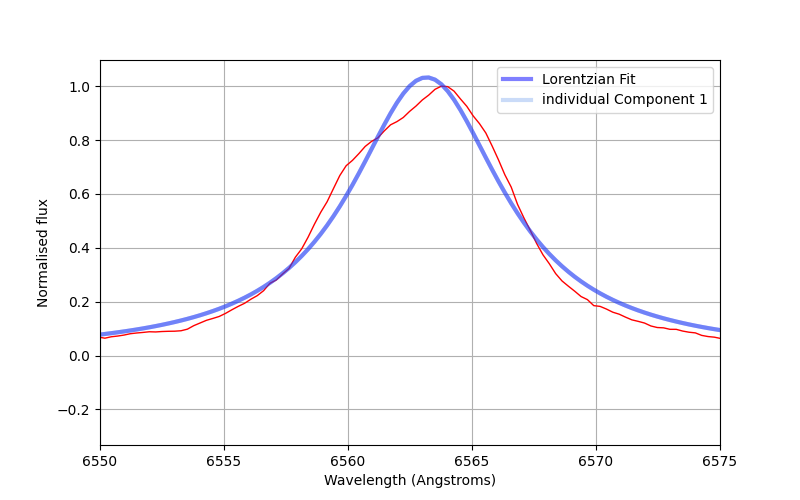 Lorentzian Fit
individual Component 1
Normalised flux
1.0
0.8
0.6
0.4
0.2
0.0
−0.2
6550 6555 6560 6565 6570 6575
Wavelength (Angstroms)